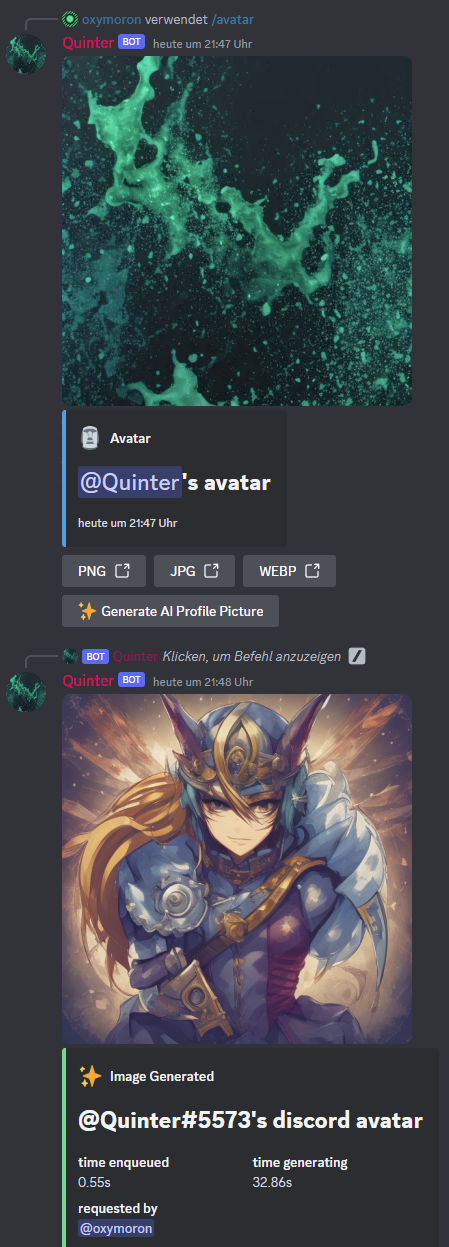 oxymoron verwendet /avatar
Quinter BOT heute um 21:47 Uhr
Avatar
@Quinter's avatar
heute um 21:47 Uhr
PNG JPG WEBP
Generate AI Profile Picture
BOT Quinter Klicken, um Befehl anzuzeigen
Quinter BOT heute um 21:48 Uhr
Image Generated
@Quinter#5573's discord avatar
time enqueued time generating
0.55s 32.86s
requested by
@oxymoron